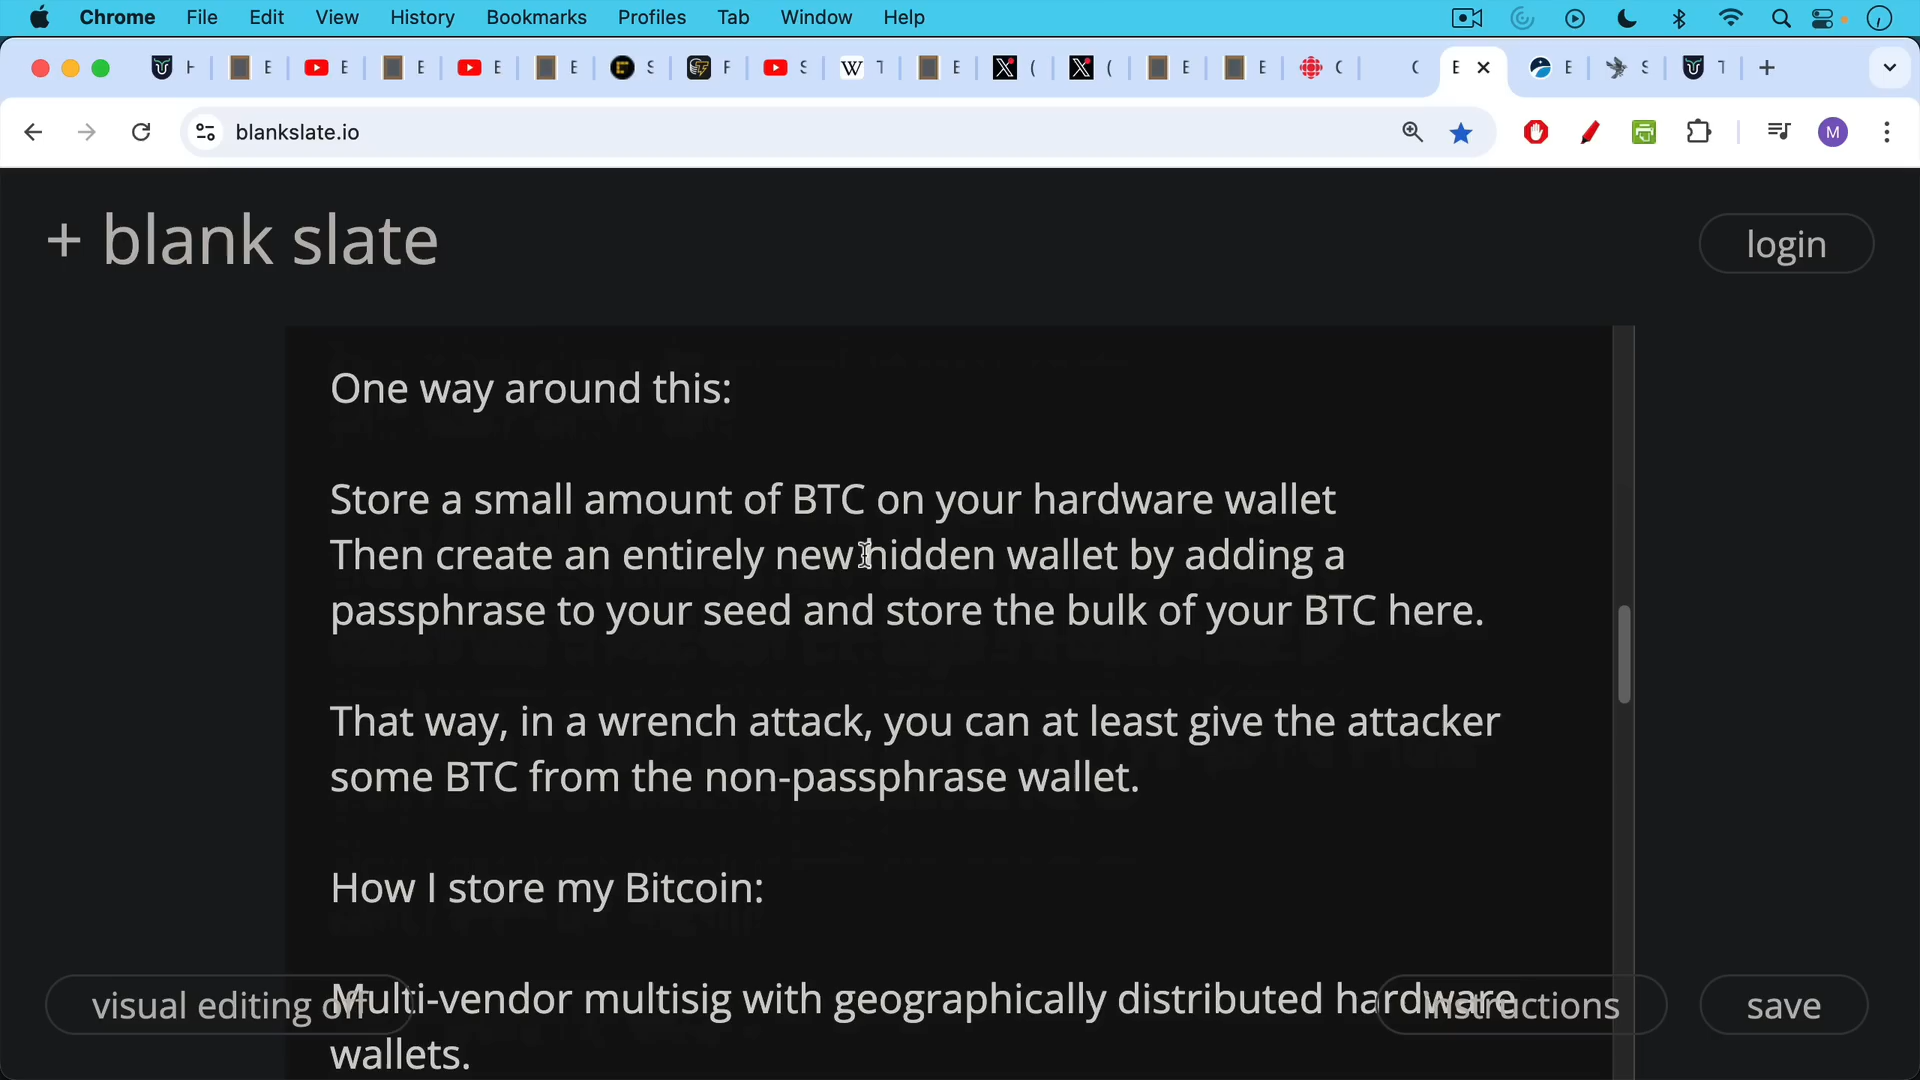 Chrome File Edit View History Bookmarks Profiles Tab Window Help
blankslate.io
M
+ blank slate
login
One way around this:
Store a small amount of BTC on your hardware wallet
Then create an entirely new hidden wallet by adding a
passphrase to your seed and store the bulk of your BTC here.
That way, in a wrench attack, you can at least give the attacker
some BTC from the non-passphrase wallet.
How I store my Bitcoin:
Multi-vendor multisig with geographically distributed hardware
wallets.
visual editing off
instructions
save